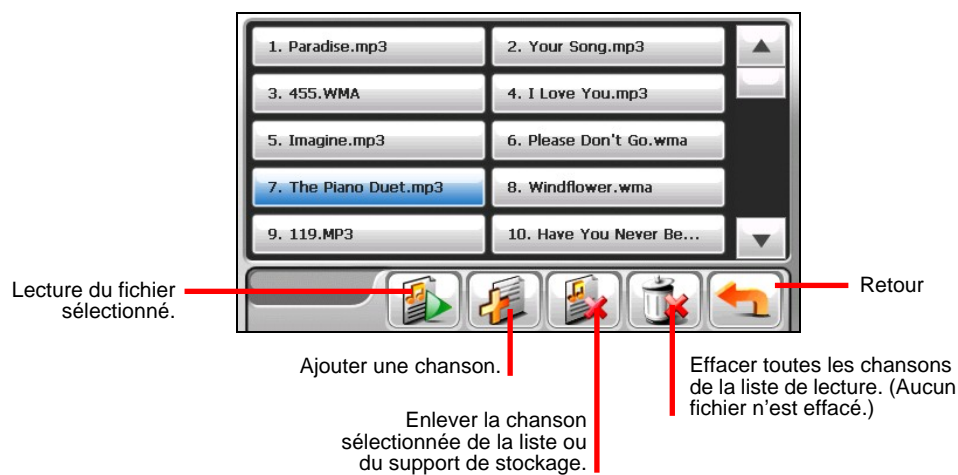 1. Paradise.mp3
2. Your Song.mp3
3. 455.WMA
4. I Love You.mp3
5. Imagine.mp3
6. Please Don't Go.wma
7. The Piano Duet.mp3
8. Windflower.wma
9. 119.MP3
10. Have You Never Be...
Lecture du fichier
sélectionné.
Retour
Ajouter une chanson.
Effacer toutes les chansons
de la liste de lecture. (Aucun
fichier n’est effacé.)
Enlever la chanson
sélectionnée de la liste ou
du support de stockage.